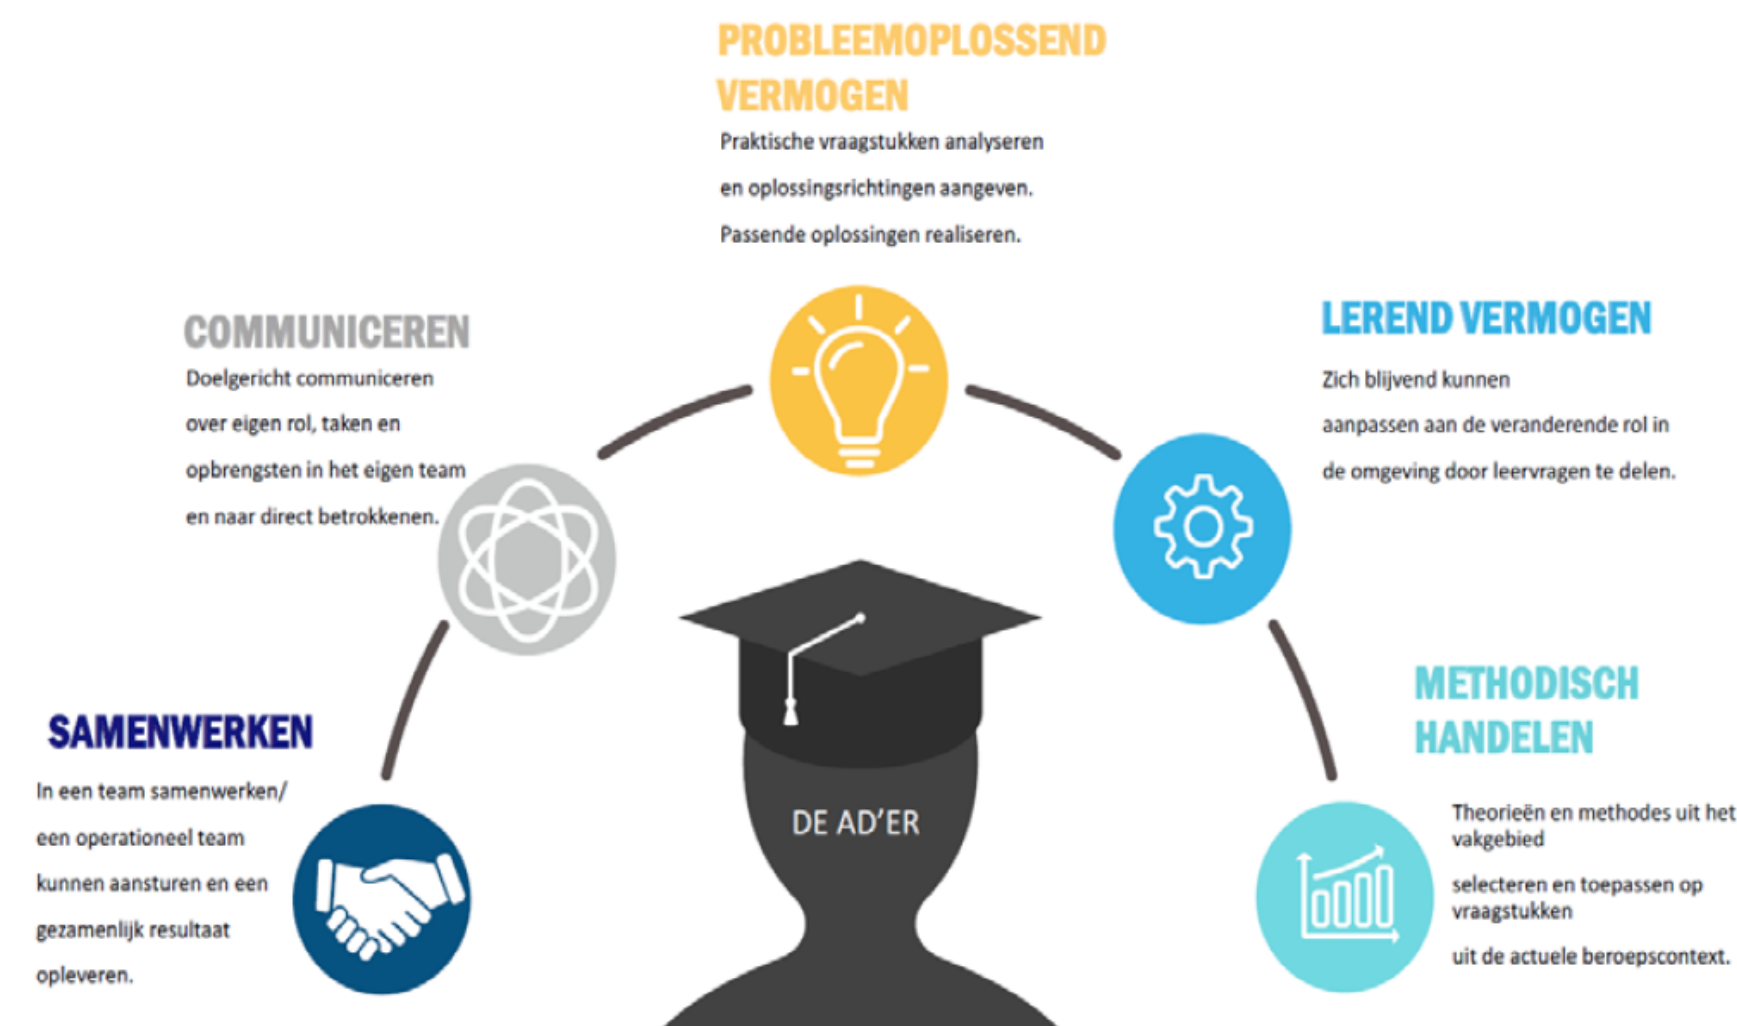 PROBLEEMOPLOSSEND
VERMOGEN
Praktische vraagstukken analyseren
en oplossingsrichtingen aangeven.
Passende oplossingen realiseren.
COMMUNICEREN
Doelgericht communiceren
over eigen rol, taken en
opbrengsten in het eigen team
en naar direct betrokkenen.
LEREND VERMOGEN
Zich blijvend kunnen
aanpassen aan de veranderende rol in
de omgeving door leervragen te delen.
SAMENWERKEN
In een team samenwerken/
een operationeel team
kunnen aansturen en een
gezamenlijk resultaat
opleveren.
DE AD'ER
METHODISCH
HANDELEN
Theorieën en methodes uit het
vakgebied
selecteren en toepassen op
vraagstukken
uit de actuele beroepscontext.